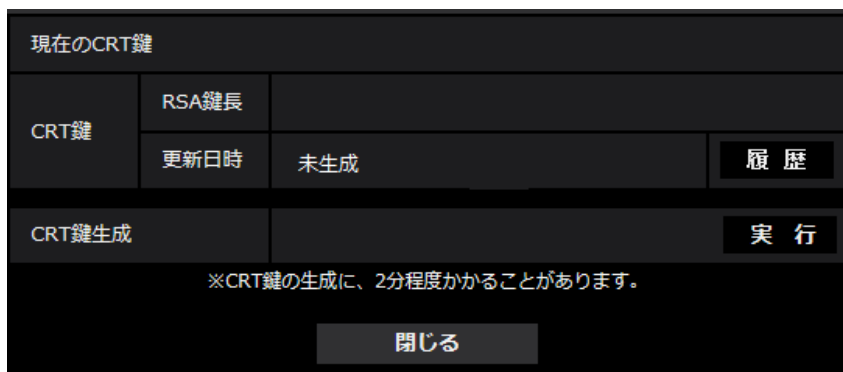 現在のCRT鍵
CRT鍵
RSA鍵長
更新日時 未生成 履歴
CRT鍵生成 実行
※CRT鍵の生成に、2分程度かかることがあります。
閉じる